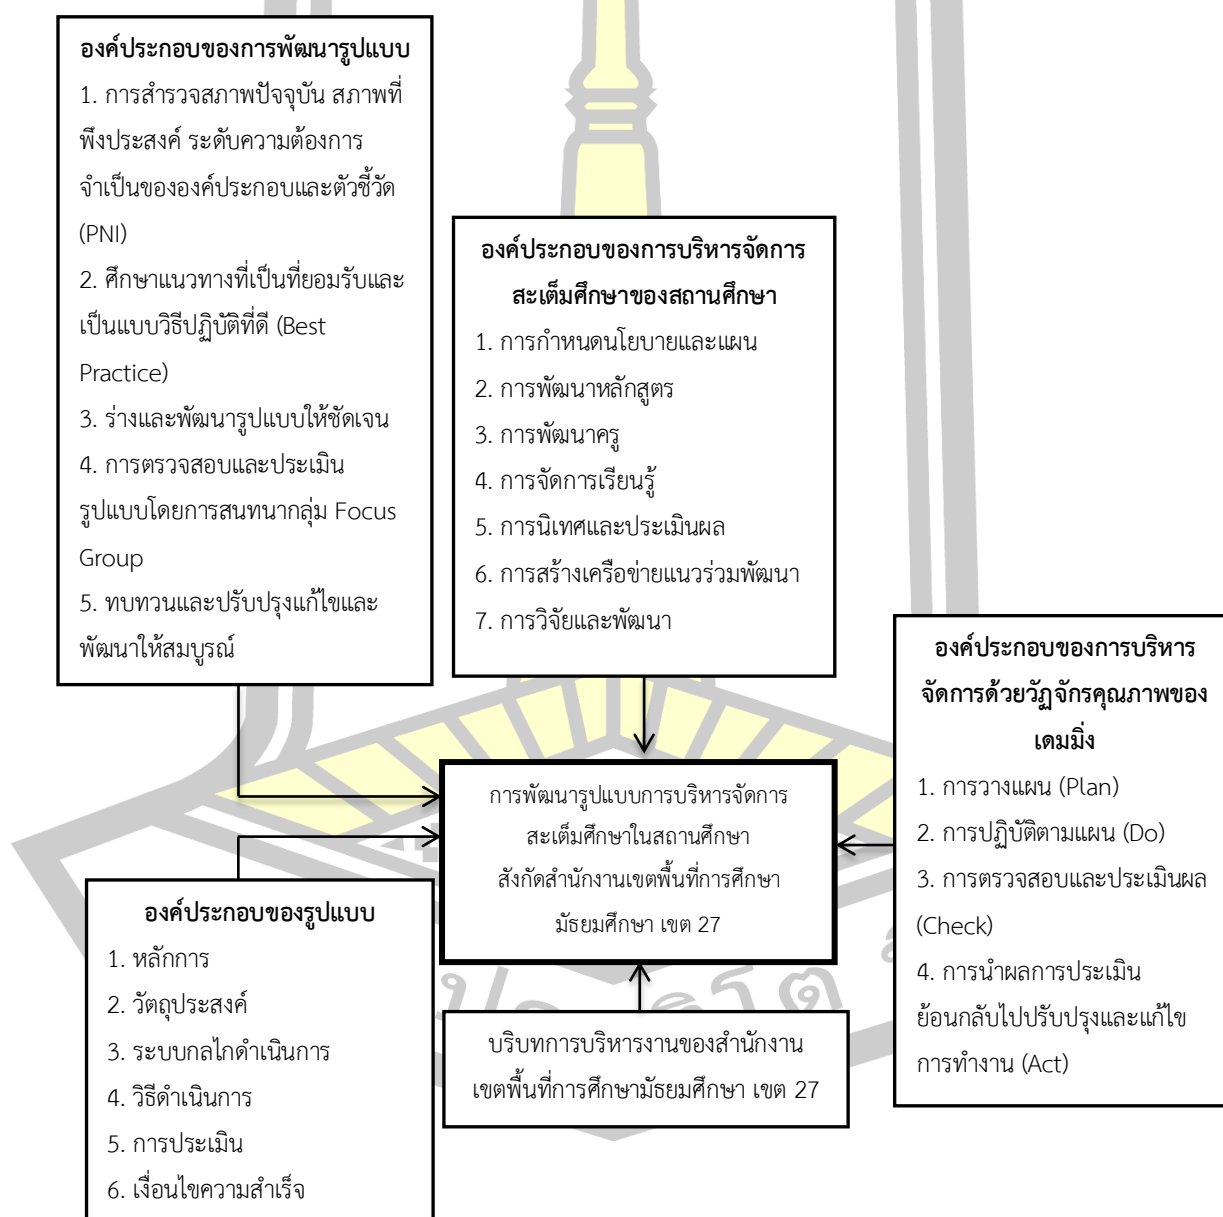 องค์ประกอบของการพัฒนารูปแบบ
1. การสำรวจสภาพปัจจุบัน สภาพที่
พึงประสงค์ ระดับความต้องการ
จำเป็นขององค์ประกอบและตัวชี้วัด
(PNI)
2. ศึกษาแนวทางที่เป็นที่ยอมรับและ
เป็นแบบวิธีปฏิบัติที่ดี (Best
Practice)
3. ร่างและพัฒนารูปแบบให้ชัดเจน
4. การตรวจสอบและประเมิน
รูปแบบโดยการสนทนากลุ่ม Focus
Group
5. ทบทวนและปรับปรุงแก้ไขและ
พัฒนาให้สมบูรณ์
องค์ประกอบของการบริหารจัดการ
สะเต็มศึกษาของสถานศึกษา
1. การกำหนดนโยบายและแผน
2. การพัฒนาหลักสูตร
3. การพัฒนาครู
4. การจัดการเรียนรู้
5. การนิเทศและประเมินผล
6. การสร้างเครือข่ายแนวร่วมพัฒนา
7. การวิจัยและพัฒนา
องค์ประกอบของการบริหาร
จัดการด้วยวัฏจักรคุณภาพของ
เดมมิ่ง
1. การวางแผน (Plan)
2. การปฏิบัติตามแผน (Do)
3. การตรวจสอบและประเมินผล
(Check)
4. การนำผลการประเมิน
ย้อนกลับไปปรับปรุงและแก้ไข
การทำงาน (Act)
การพัฒนารูปแบบการบริหารจัดการ
สะเต็มศึกษาในสถานศึกษา
สังกัดสำนักงานเขตพื้นที่การศึกษา
มัธยมศึกษา เขต 27
องค์ประกอบของรูปแบบ
1. หลักการ
2. วัตถุประสงค์
3. ระบบกลไกดำเนินการ
4. วิธีดำเนินการ
5. การประเมิน
6. เงื่อนไขความสำเร็จ
บริบทการบริหารงานของสำนักงาน
เขตพื้นที่การศึกษามัธยมศึกษา เขต 27